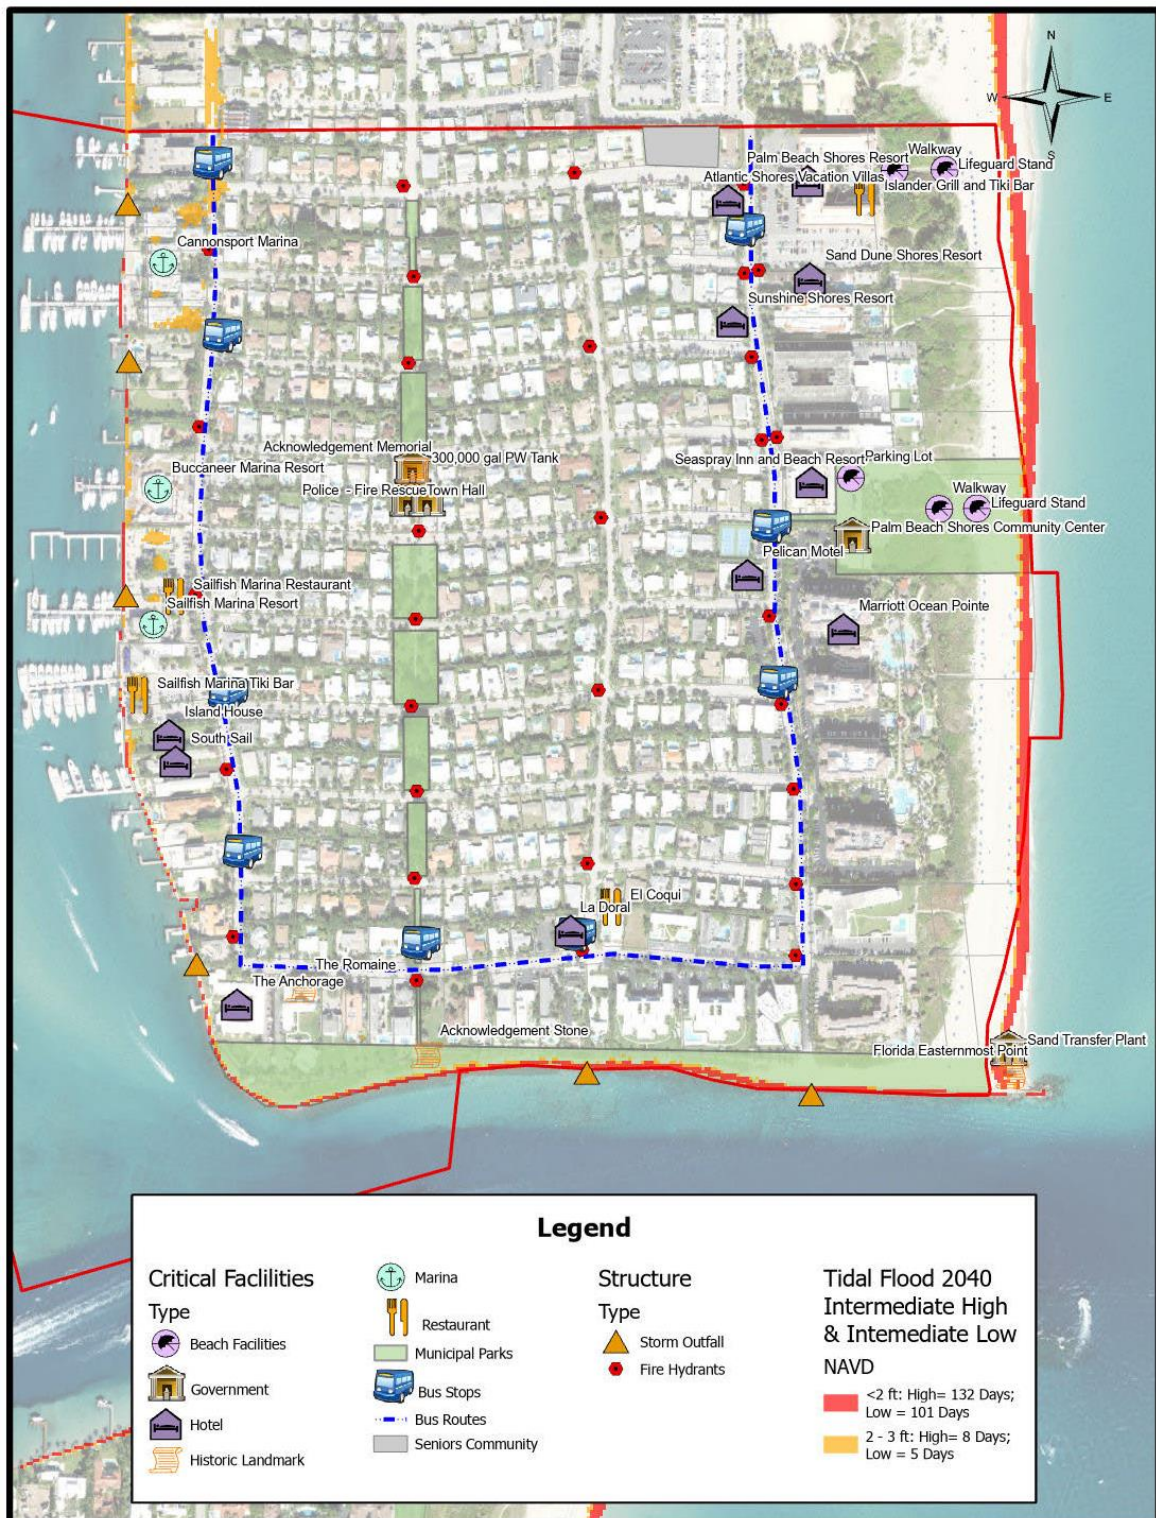 N
W
E
S
Walkway
Palm Beach Shores Resort
Lifeguard Stand
Atlantic Shores Vacation Villas
Islander Grill and Tiki Bar
Cannonsport Marina
Sand Dune Shores Resort
Sunshine Shores Resort
Acknowledgement Memorial
300,000 gal PW Tank
Seaspray Inn and Beach Resort
Parking Lot
Buccaneer Marina Resort
Police - Fire Rescue
Town Hall
Walkway
Lifeguard Stand
Palm Beach Shores Community Center
Pelican Motel
Sailfish Marina Restaurant
Sailfish Marina Resort
Marriott Ocean Pointe
Sailfish Marina Tiki Bar
Island House
South Sail
El Coqui
La Doral
The Romaine
The Anchorage
Acknowledgement Stone
Sand Transfer Plant
Florida Easternmost Point
Legend
Critical Faclilities
Type
Beach Facilities
Government
Hotel
Historic Landmark
Marina
Restaurant
Municipal Parks
Bus Stops
Bus Routes
Seniors Community
Structure
Type
Storm Outfall
Fire Hydrants
Tidal Flood 2040
Intermediate High
& Intemediate Low
NAVD
<2 ft: High= 132 Days;
Low = 101 Days
2 - 3 ft: High= 8 Days;
Low = 5 Days